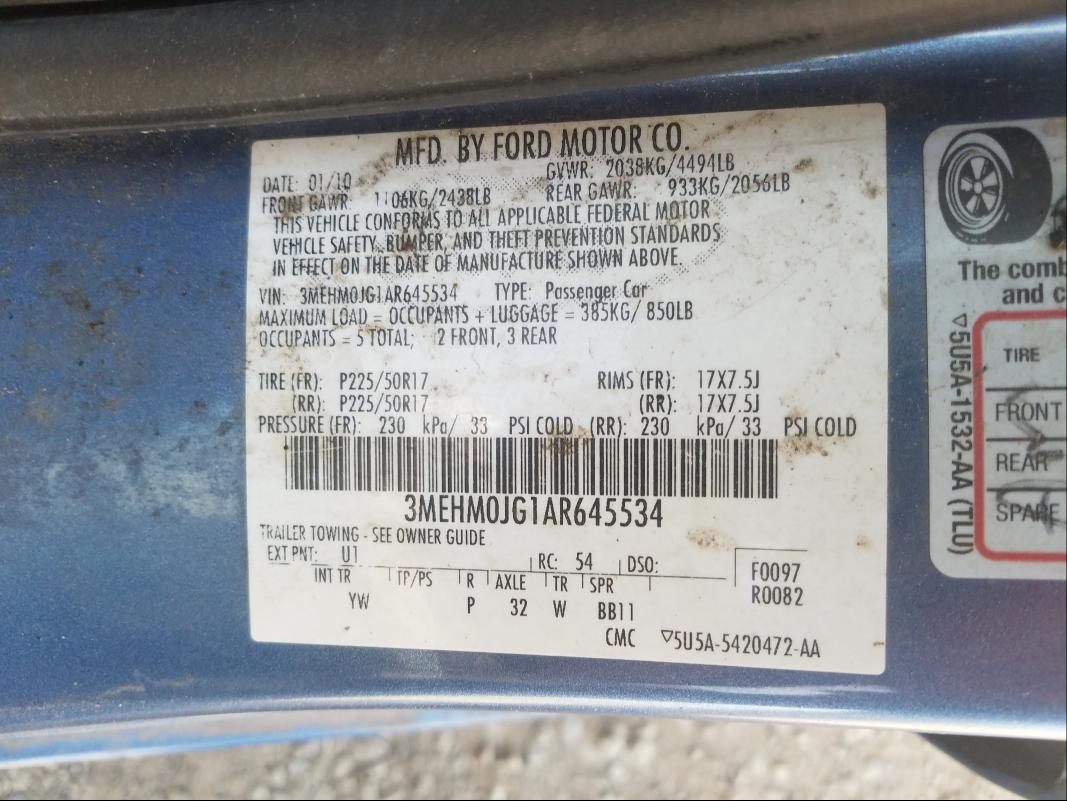 MFD. BY FORD MOTOR CO.
DATE: 01/10 GVWR: 2038KG/4494LB
FRONT GAWR: 1106KG/2438LB REAR GAWR: 933KG/2056LB
THIS VEHICLE CONFORMS TO ALL APPLICABLE FEDERAL MOTOR
VEHICLE SAFETY, BUMPER, AND THEFT PREVENTION STANDARDS
IN EFFECT ON THE DATE OF MANUFACTURE SHOWN ABOVE.
VIN: 3MEHM0JG1AR645534 TYPE: Passenger Car
MAXIMUM LOAD = OCCUPANTS + LUGGAGE = 385KG/ 850LB
OCCUPANTS = 5 TOTAL; 2 FRONT, 3 REAR
TIRE (FR): P225/50R17 RIMS (FR): 17X7.5J
(RR): P225/50R17 (RR): 17X7.5J
PRESSURE (FR): 230 kPa/ 33 PSI COLD (RR): 230 kPa/ 33 PSI COLD
3MEHM0JG1AR645534
TRAILER TOWING - SEE OWNER GUIDE
EXT PNT: U1 RC: 54 DSO:
INT TR TP/PS R AXLE TR SPR
YW P 32 W BB11
F0097
R0082
CMC ▽5U5A-5420472-AA
The comb
and c
▽5U5A-1532-AA (TLU)
TIRE
FRONT
REAR
SPARE